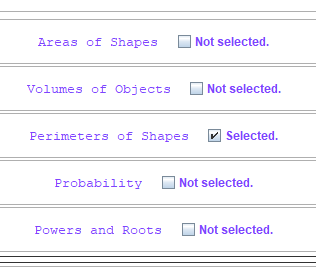 Areas of Shapes Not selected.
Volumes of Objects Not selected.
Perimeters of Shapes Selected.
Probability Not selected.
Powers and Roots Not selected.